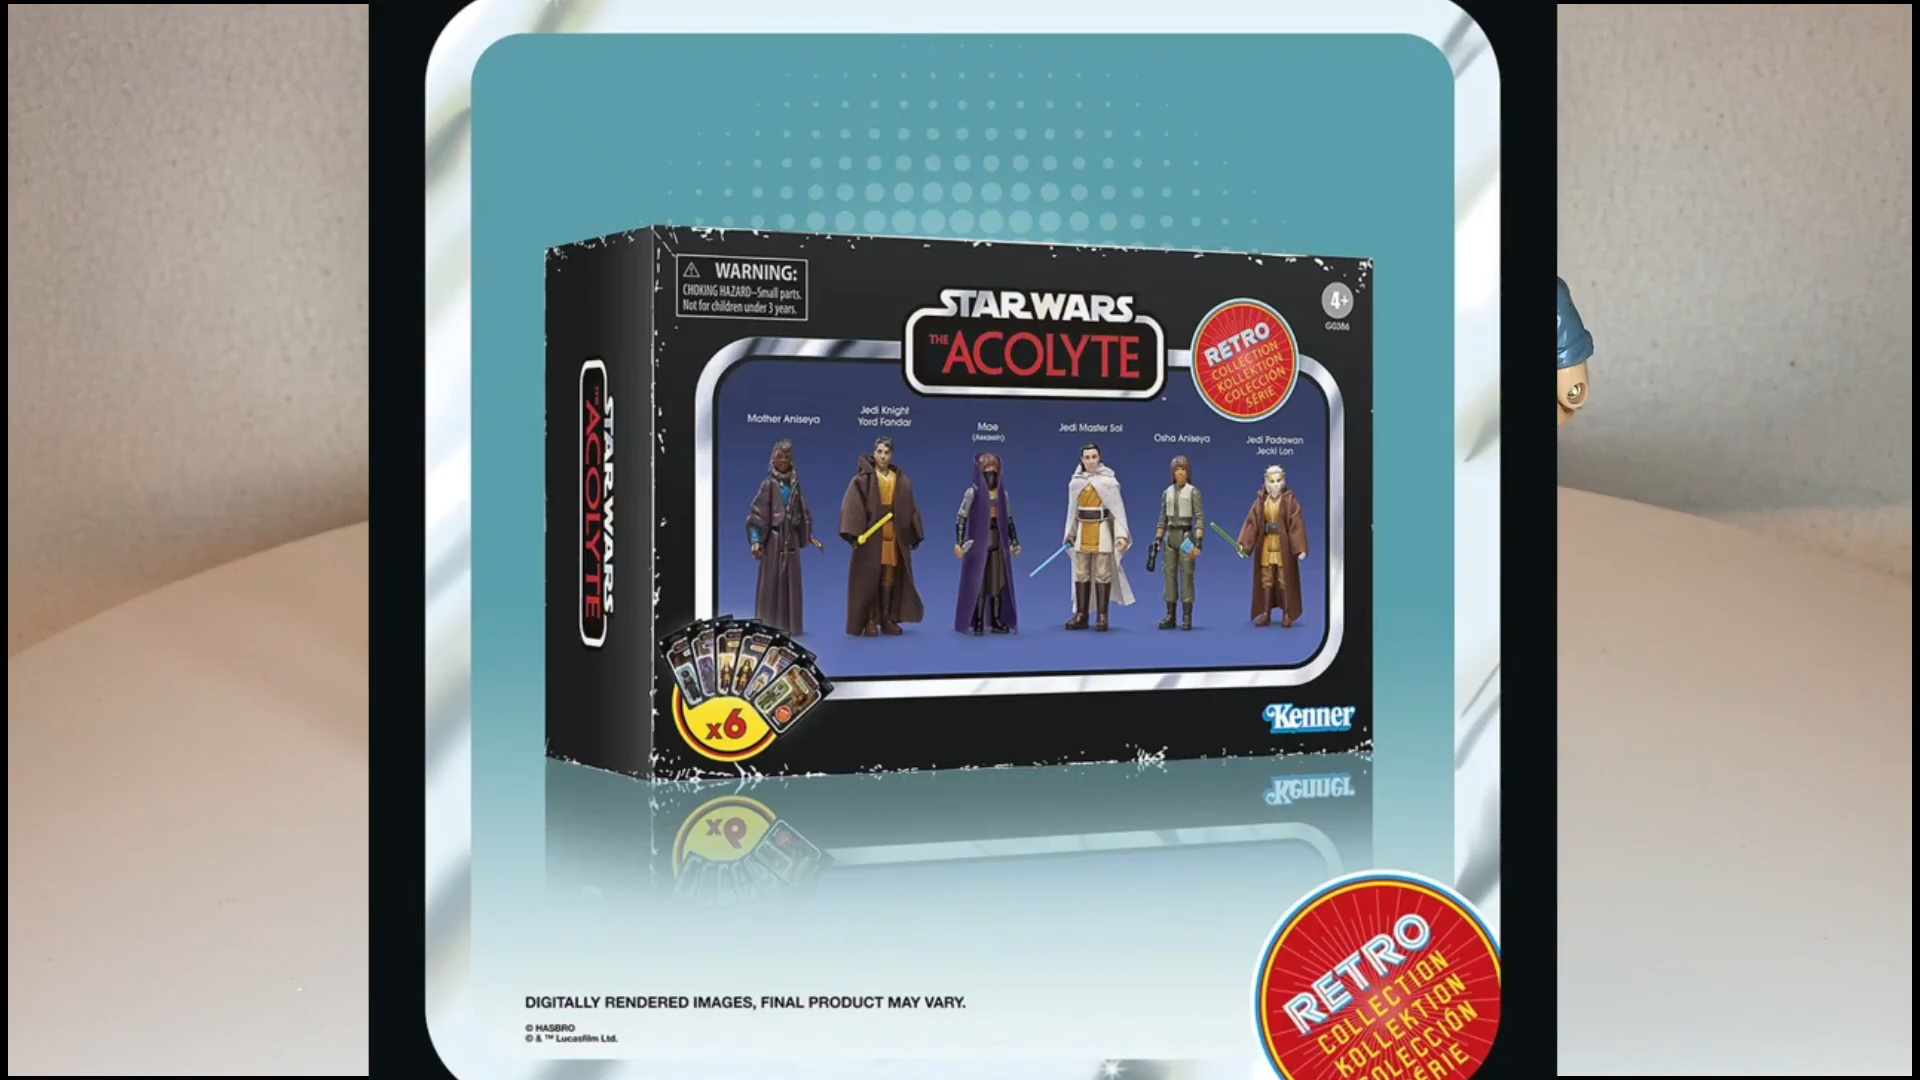 WARNING:
CHOKING HAZARD–Small parts.
Not for children under 3 years.
STAR WARS
THE ACOLYTE
RETRO
COLLECTION
KOLLEKTION
COLECCIÓN
SÉRIE
4+
G0386
STAR WARS
THE ACOLYTE
Mother Aniseya
Jedi Knight
Yord Fandar
Mae
(Assassin)
Jedi Master Sol
Osha Aniseya
Jedi Padawan
Jecki Lon
x6
Kenner
DIGITALLY RENDERED IMAGES, FINAL PRODUCT MAY VARY.
© HASBRO
© & ™ Lucasfilm Ltd.
RETRO
COLLECTION
KOLLEKTION
COLECCIÓN
SÉRIE